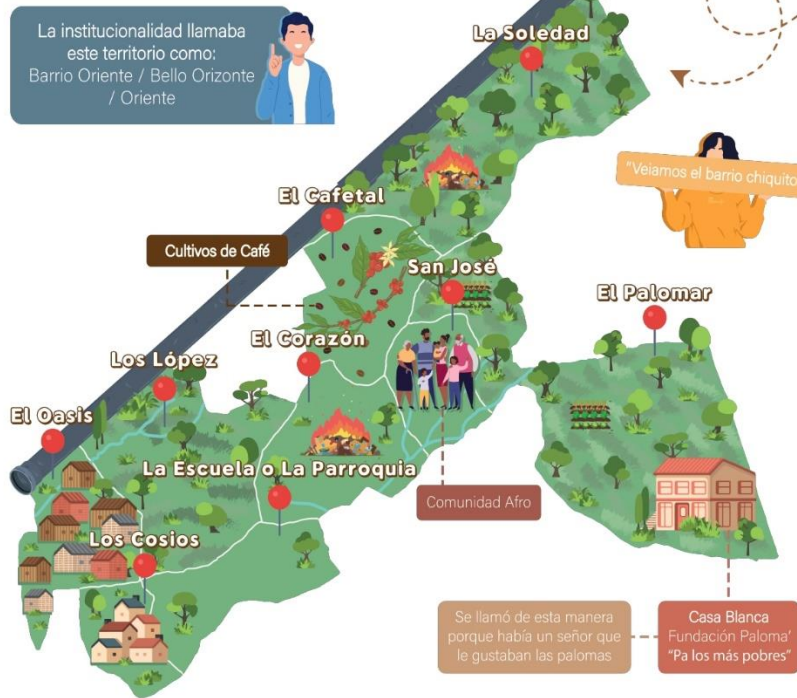 La institucionalidad llamaba
este territorio como:
Barrio Oriente / Bello Orizonte
/ Oriente
La Soledad
"Veiamos el barrio chiquito
El Cafetal
Cultivos de Café
San José
El Palomar
El Corazón
Los López
El Oasis
La Escuela o La Parroquia
Comunidad Afro
Los Cosios
Se llamó de esta manera
porque había un señor que
le gustaban las palomas
Casa Blanca
Fundación Paloma'
"Pa los más pobres"